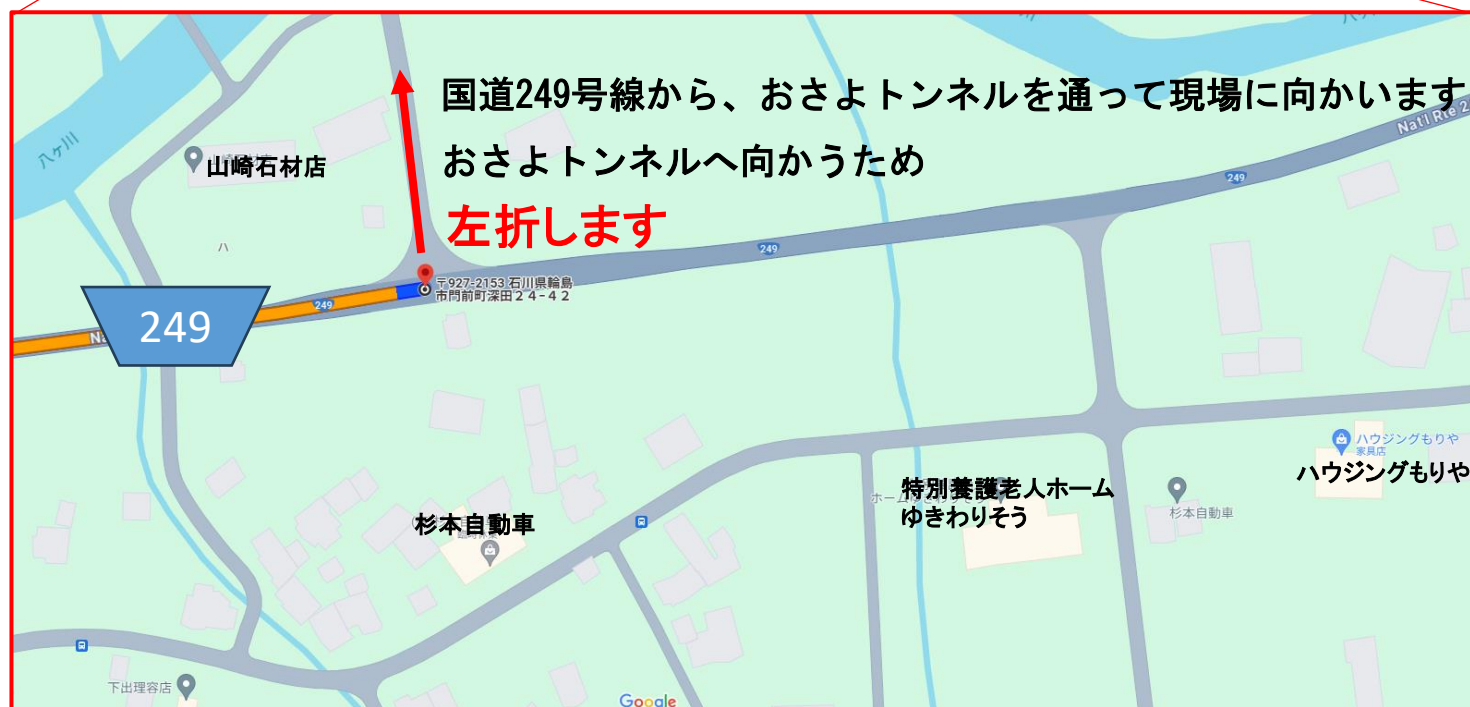 国道249号線から、おさよトンネルを通って現場に向かいます
おさよトンネルへ向かうため
左折します
八ケ川
山崎石材店
ハ
Nat'l Rte 2
249
249
249
〒927-2153 石川県輪島
市門前町深田24-42
249
ハウジングもりや
家具店
ハウジングもりや
特別養護老人ホーム
ゆきわりそう
杉本自動車
杉本自動車
下出理容店
Google